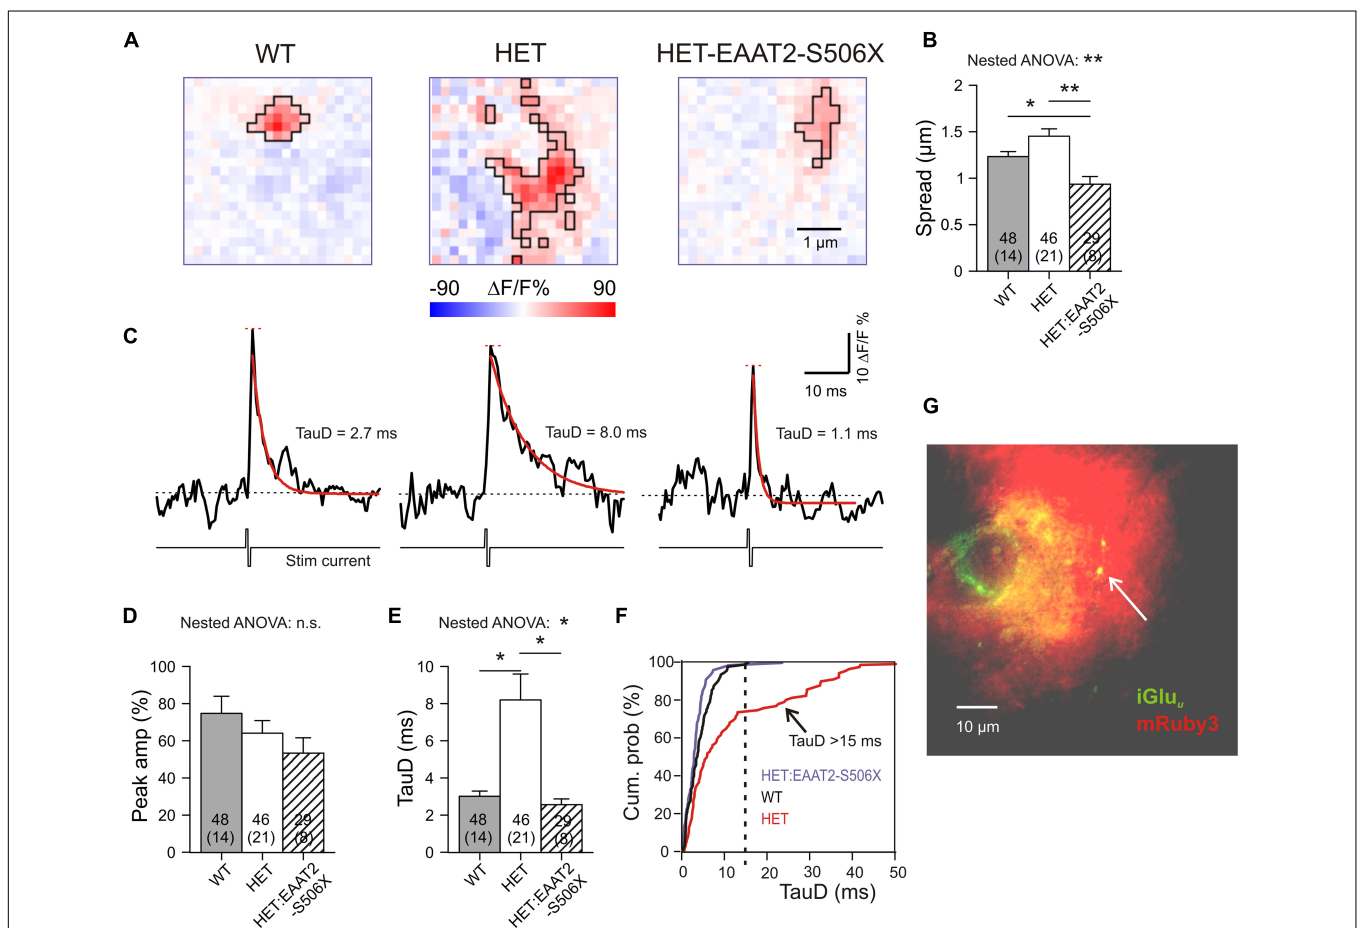 A
WT
HET
HET-EAAT2-S506X
1 µm
-90 ΔF/F% 90
B
Nested ANOVA: **
*
**
Spread (µm)
2
1.5
1
0.5
0
48
(14)
46
(21)
29
(8)
WT
HET
HET:EAAT2
-S506X
C
TauD = 2.7 ms
TauD = 8.0 ms
TauD = 1.1 ms
10 ms
10 ΔF/F %
Stim current
D
Nested ANOVA: n.s.
Peak amp (%)
100
80
60
40
20
0
48
(14)
46
(21)
29
(8)
WT
HET
HET:EAAT2
-S506X
E
Nested ANOVA: *
*
*
TauD (ms)
10
8
6
4
2
0
48
(14)
46
(21)
29
(8)
WT
HET
HET:EAAT2
-S506X
F
Cum. prob (%)
100
80
60
40
20
0
TauD >15 ms
HET:EAAT2-S506X
WT
HET
0 10 20 30 40 50
TauD (ms)
G
iGluᵤ
mRuby3
10 µm